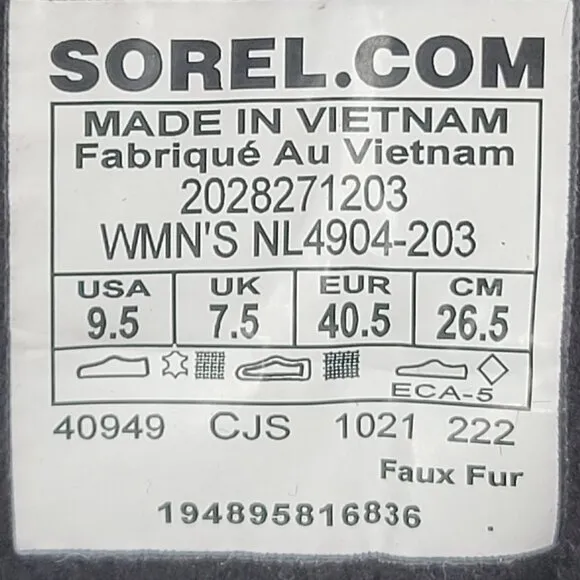 SOREL.COM
MADE IN VIETNAM
Fabriqué Au Vietnam
2028271203
WMN'S NL4904-203
USA UK EUR CM
9.5 7.5 40.5 26.5
ECA-5
40949 CJS 1021 222
Faux Fur
194895816836